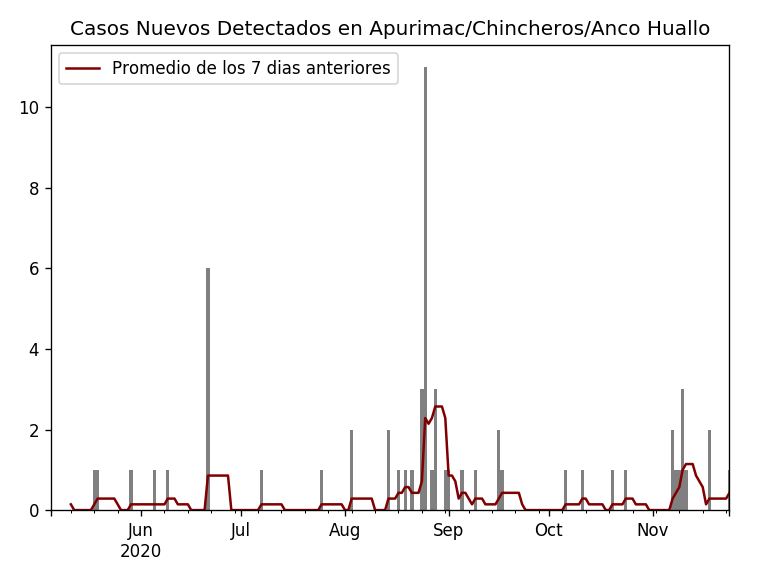 Casos Nuevos Detectados en Apurimac/Chincheros/Anco Huallo
Promedio de los 7 dias anteriores
10
8
6
4
2
0
Jun Jul Aug Sep Oct Nov
2020